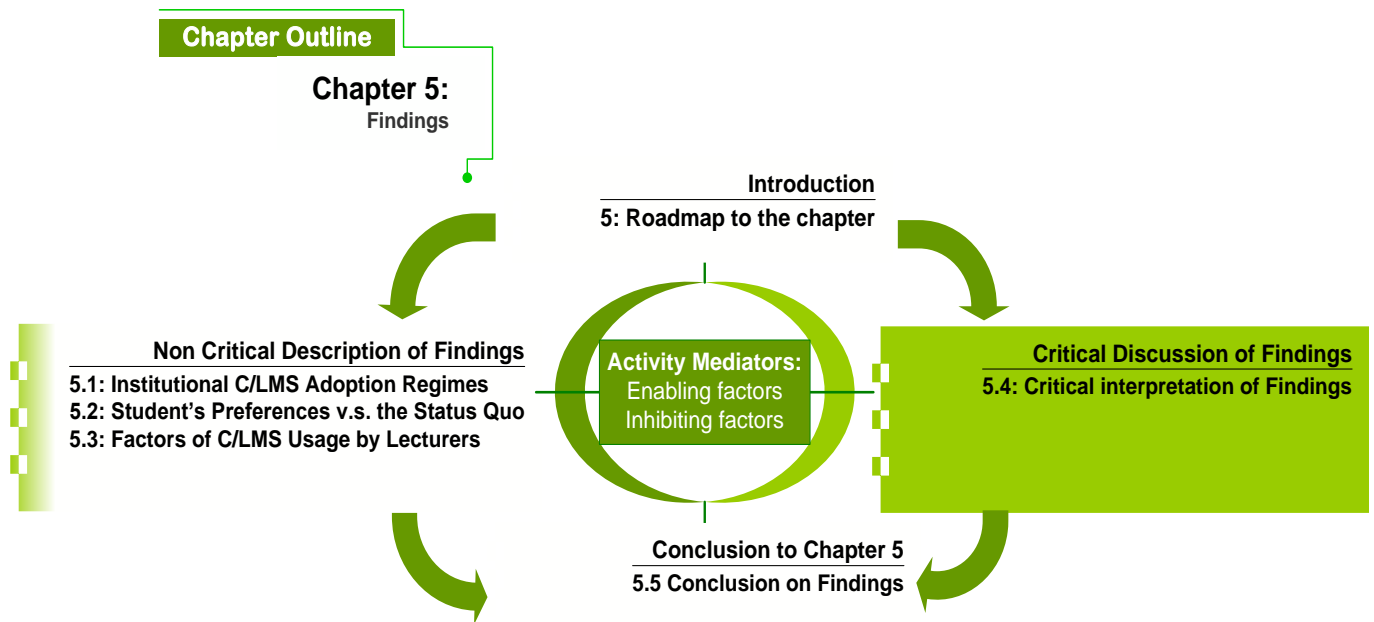 Chapter Outline
Chapter 5:
Findings
Introduction
5: Roadmap to the chapter
Non Critical Description of Findings
5.1: Institutional C/LMS Adoption Regimes
5.2: Student's Preferences v.s. the Status Quo
5.3: Factors of C/LMS Usage by Lecturers
Activity Mediators:
Enabling factors
Inhibiting factors
Critical Discussion of Findings
5.4: Critical interpretation of Findings
Conclusion to Chapter 5
5.5 Conclusion on Findings